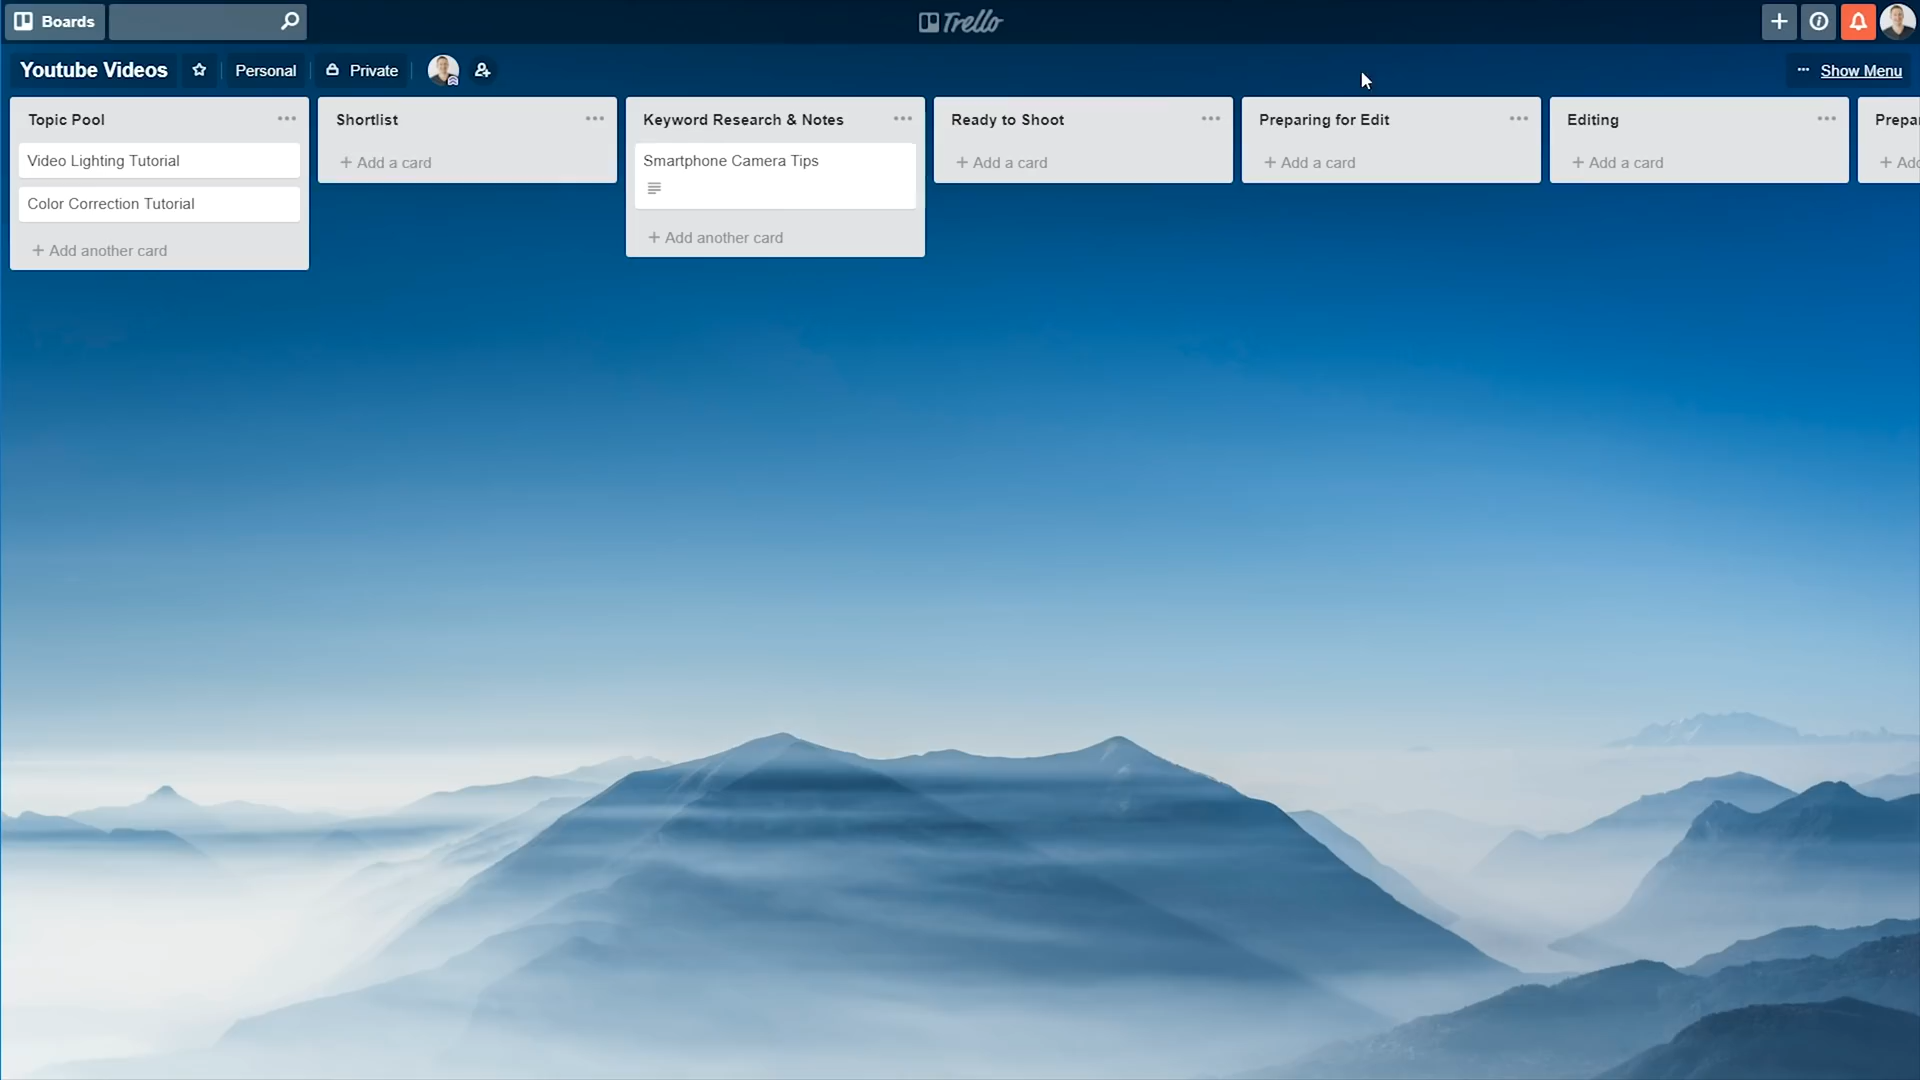 Boards
Trello
Youtube Videos
Personal
Private
Show Menu
Topic Pool
Video Lighting Tutorial
Color Correction Tutorial
+ Add another card
Shortlist
+ Add a card
Keyword Research & Notes
Smartphone Camera Tips
+ Add another card
Ready to Shoot
+ Add a card
Preparing for Edit
+ Add a card
Editing
+ Add a card
Prepar
+ Add